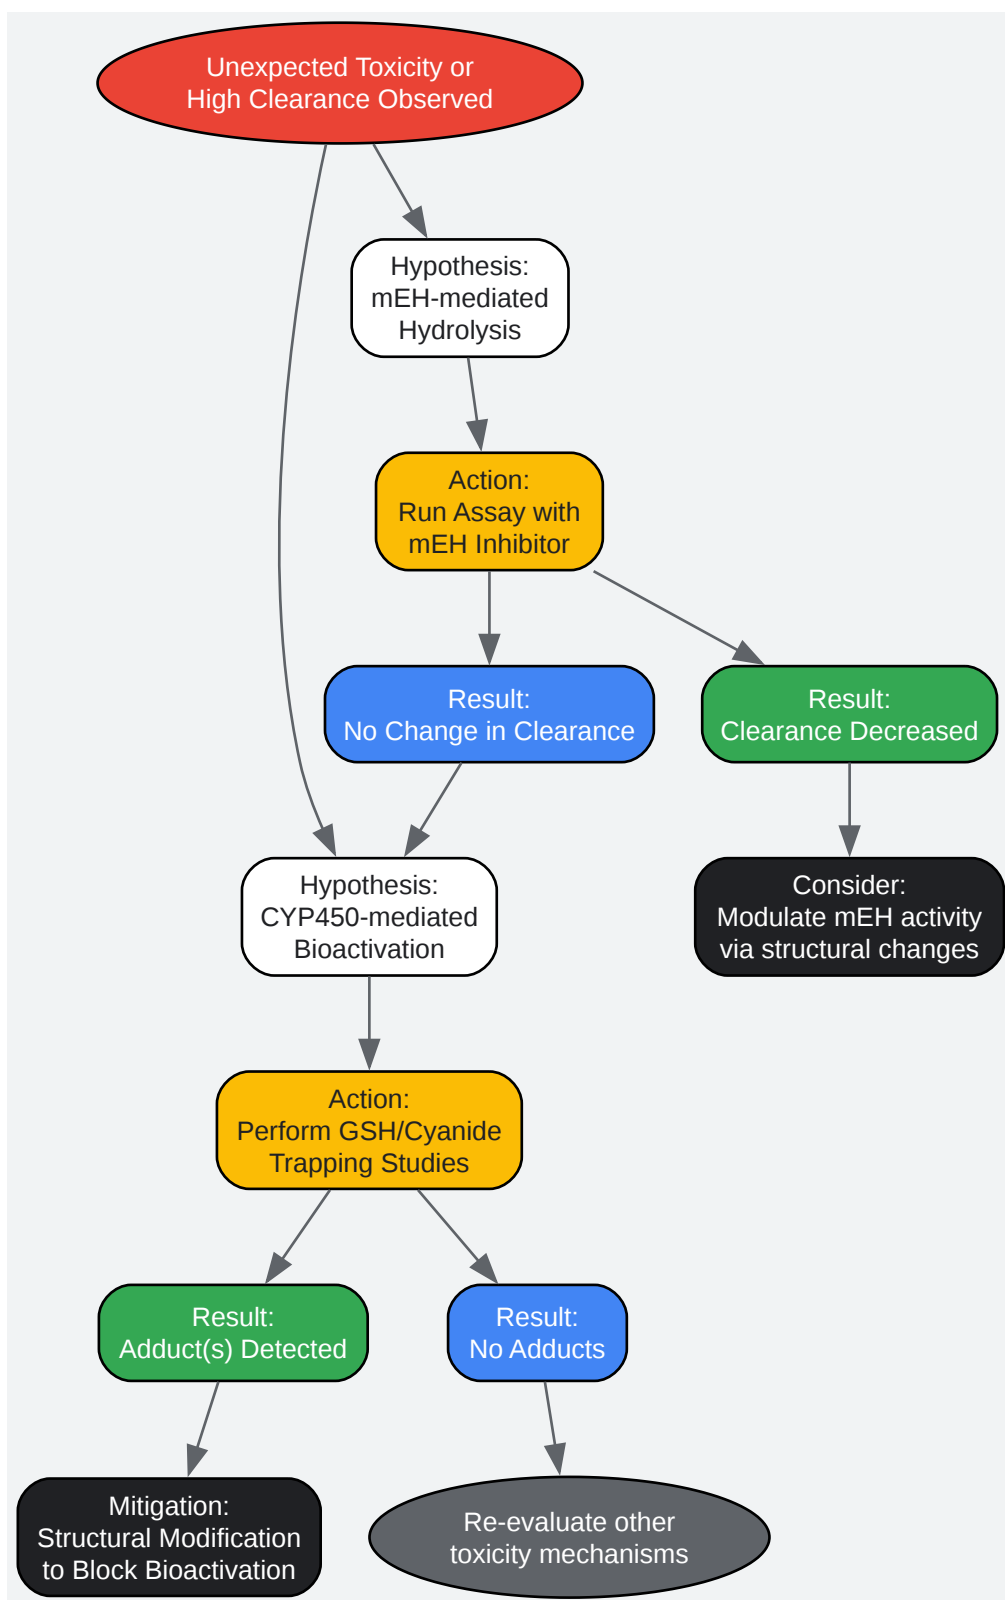 Unexpected Toxicity or
High Clearance Observed
Hypothesis:
mEH-mediated
Hydrolysis
Action:
Run Assay with
mEH Inhibitor
Result:
No Change in Clearance
Result:
Clearance Decreased
Hypothesis:
CYP450-mediated
Bioactivation
Consider:
Modulate mEH activity
via structural changes
Action:
Perform GSH/Cyanide
Trapping Studies
Result:
Adduct(s) Detected
Result:
No Adducts
Mitigation:
Structural Modification
to Block Bioactivation
Re-evaluate other
toxicity mechanisms